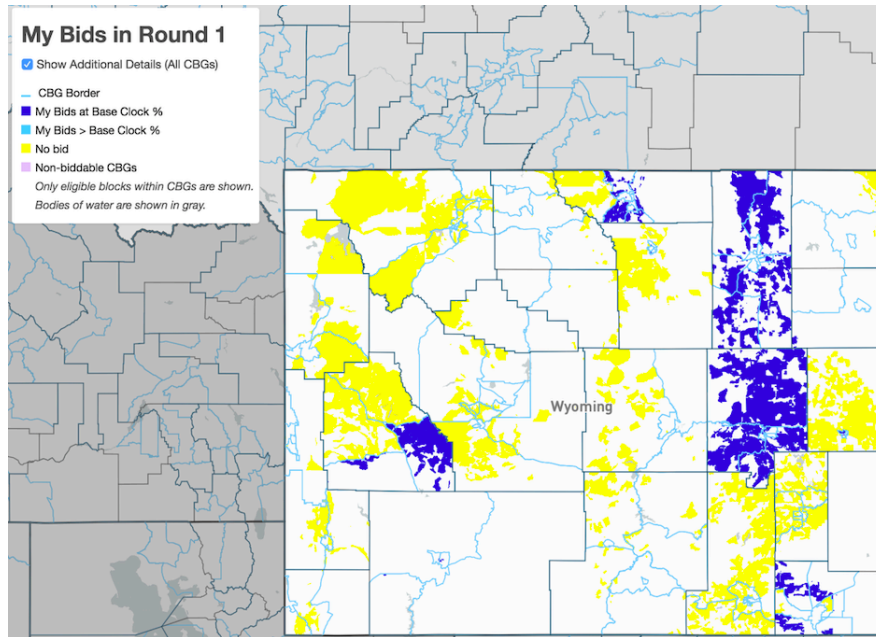 My Bids in Round 1
Show Additional Details (All CBGs)
CBG Border
My Bids at Base Clock %
My Bids > Base Clock %
No bid
Non-biddable CBGs
Only eligible blocks within CBGs are shown.
Bodies of water are shown in gray.
Wyoming